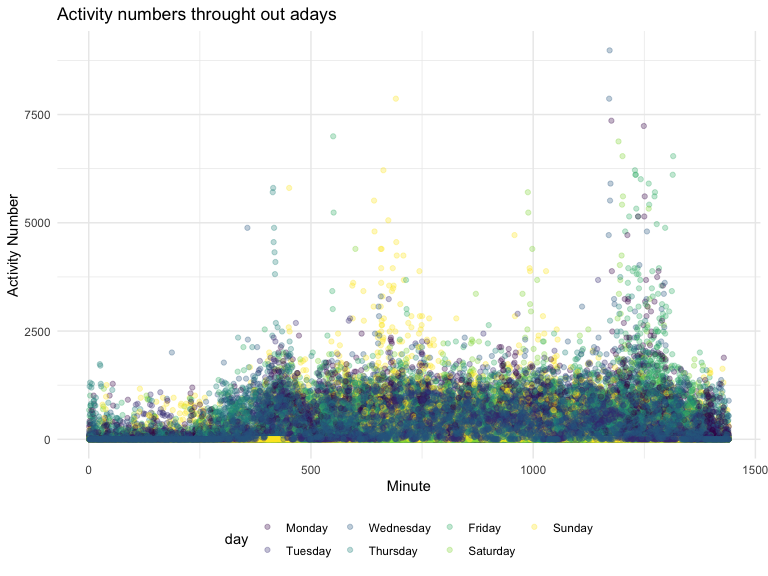 Activity numbers throught out adays
7500
5000
2500
0
Activity Number
0 500 1000 1500
Minute
day Monday Wednesday Friday Sunday
Tuesday Thursday Saturday